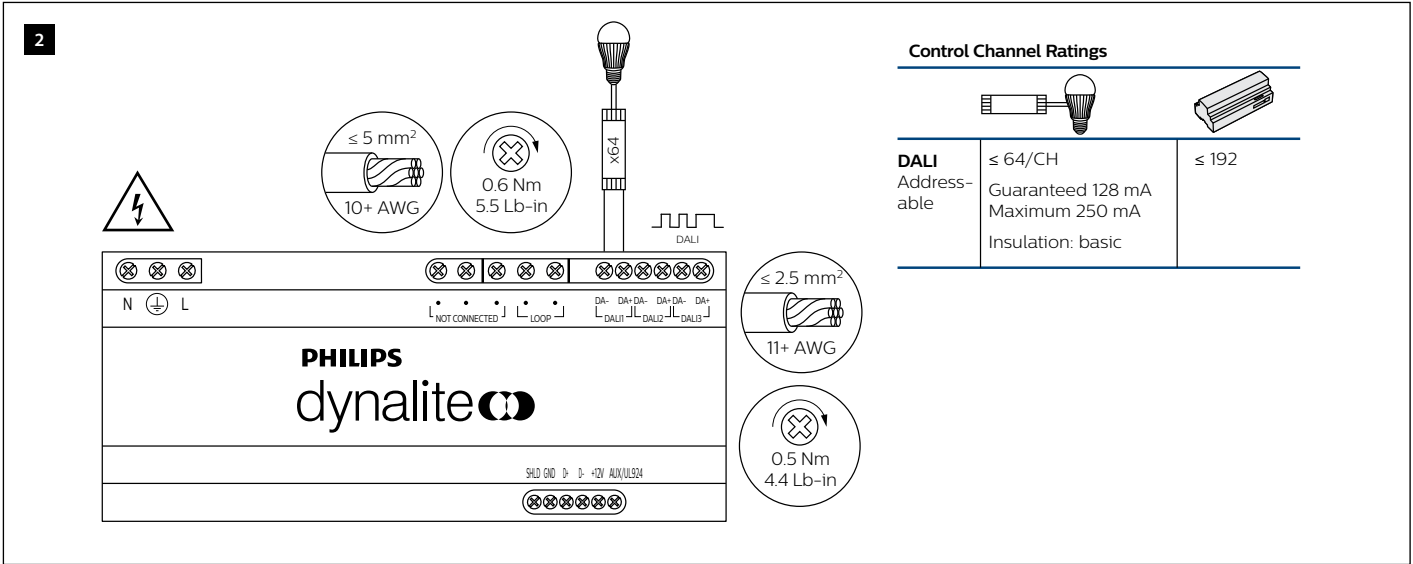 2
Control Channel Ratings
≤ 5 mm²
10+ AWG
0.6 Nm
5.5 Lb-in
x64
DALI
DALI
Address-
able
≤ 64/CH
Guaranteed 128 mA
Maximum 250 mA
Insulation: basic
≤ 192
N L
NOT CONNECTED LOOP
DA- DA+ DA- DA+ DA- DA+
DALI1 DALI2 DALI3
≤ 2.5 mm²
11+ AWG
0.5 Nm
4.4 Lb-in
PHILIPS
dynalite
SHLD GND D+ D- +12V AUX/UL924